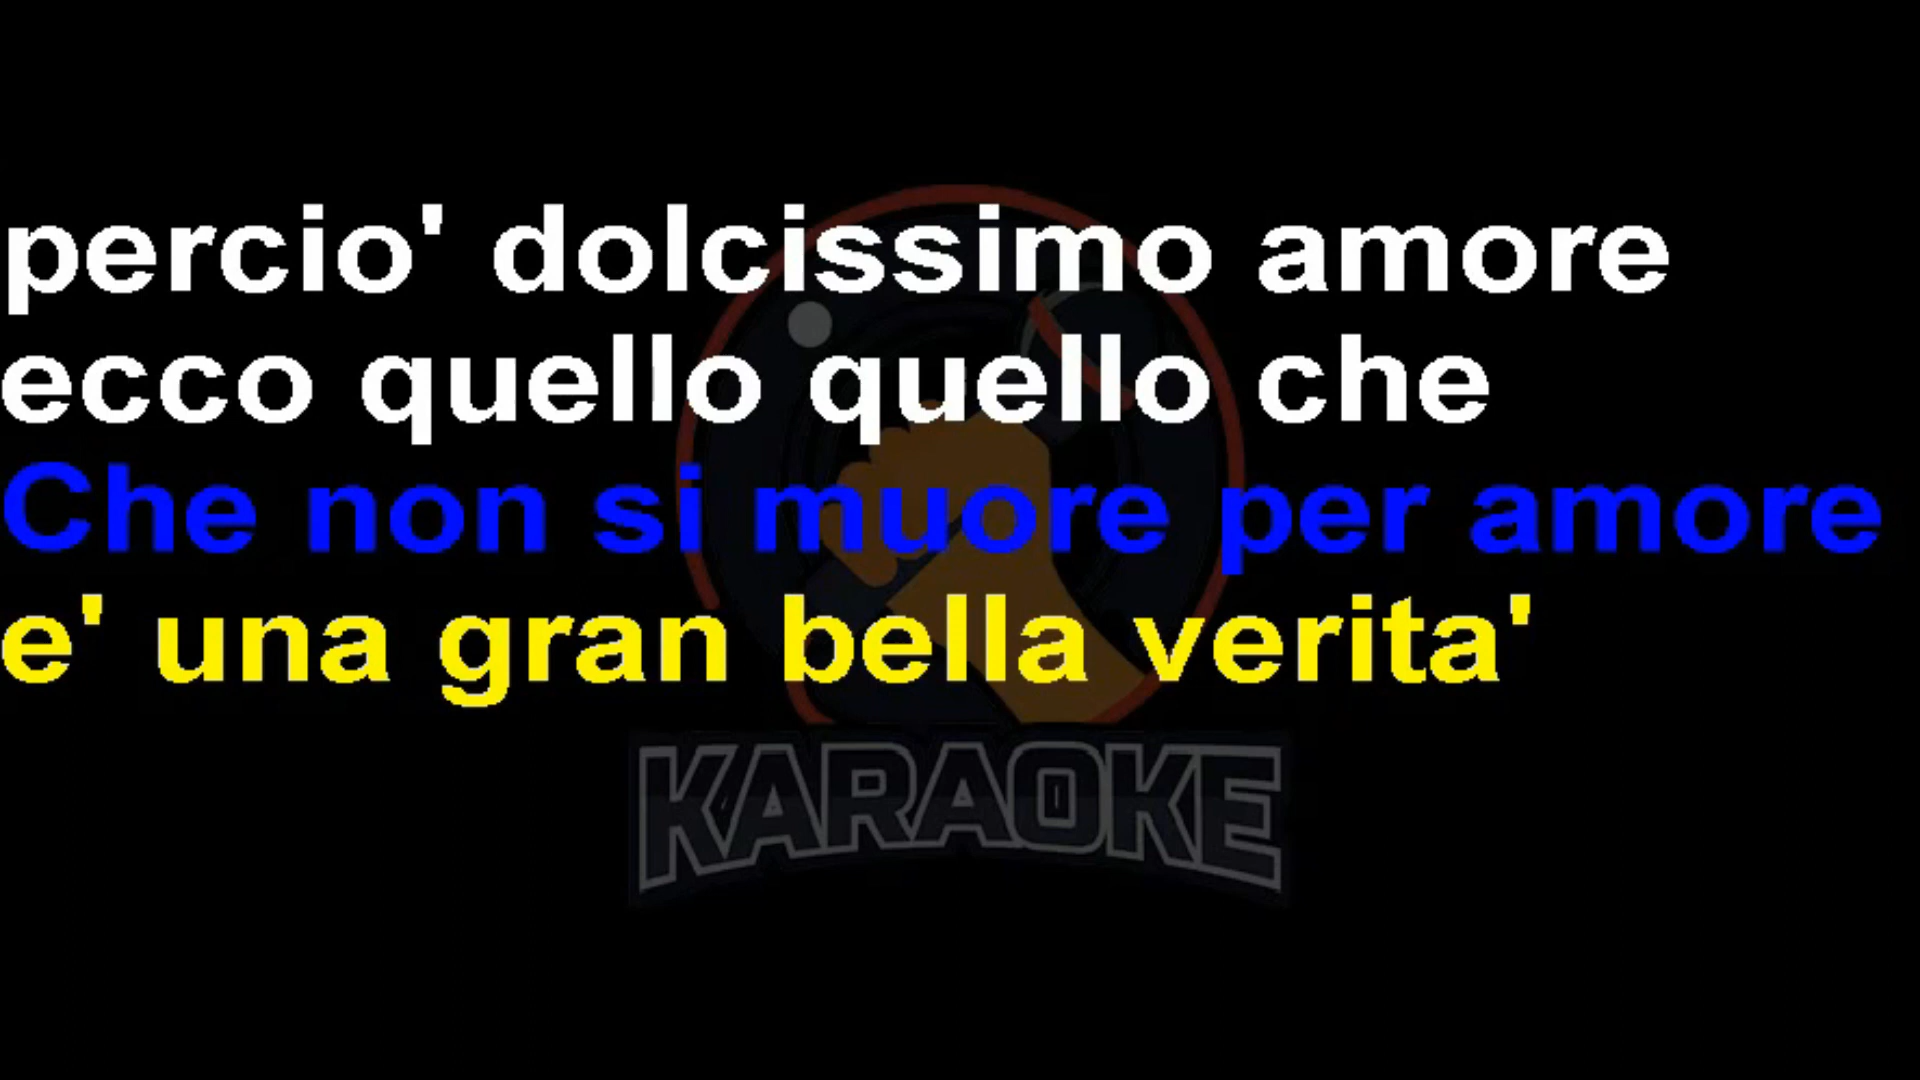 percio' dolcissimo amore
ecco quello quello che
Che non si muore per amore
e' una gran bella verita'
KARAOKE